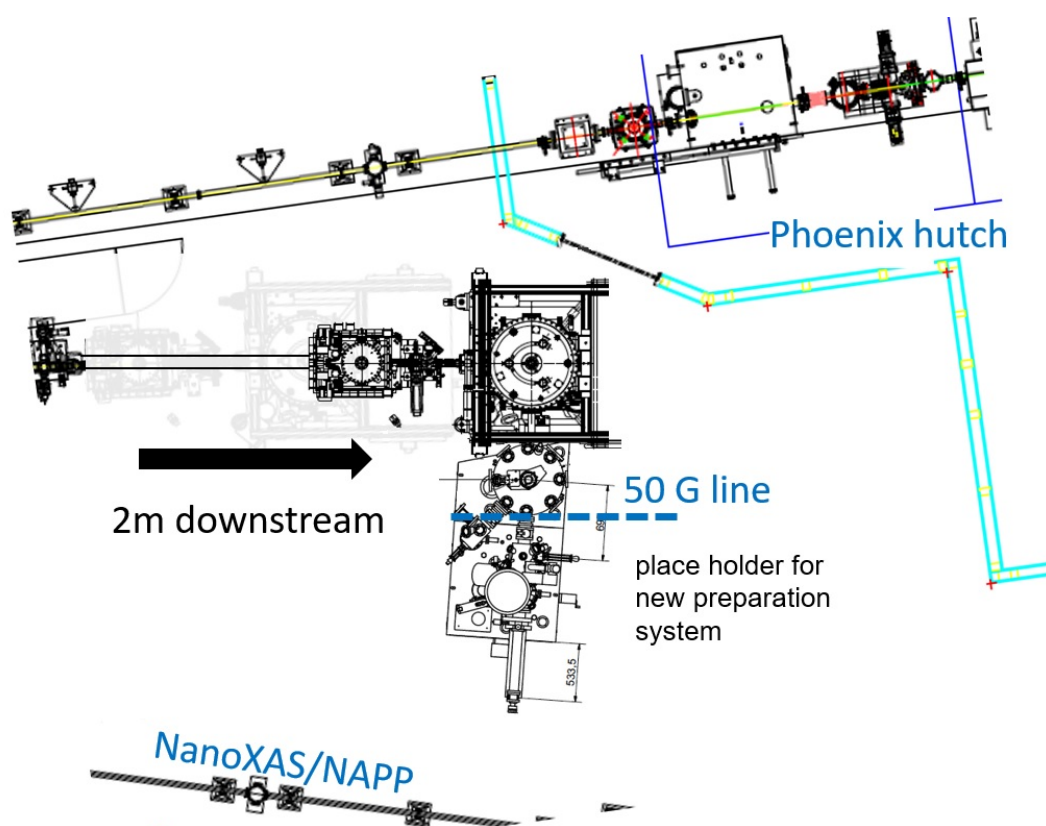 Phoenix hutch
2m downstream
50 G line
place holder for
new preparation
system
533,5
NanoXAS/NAPP